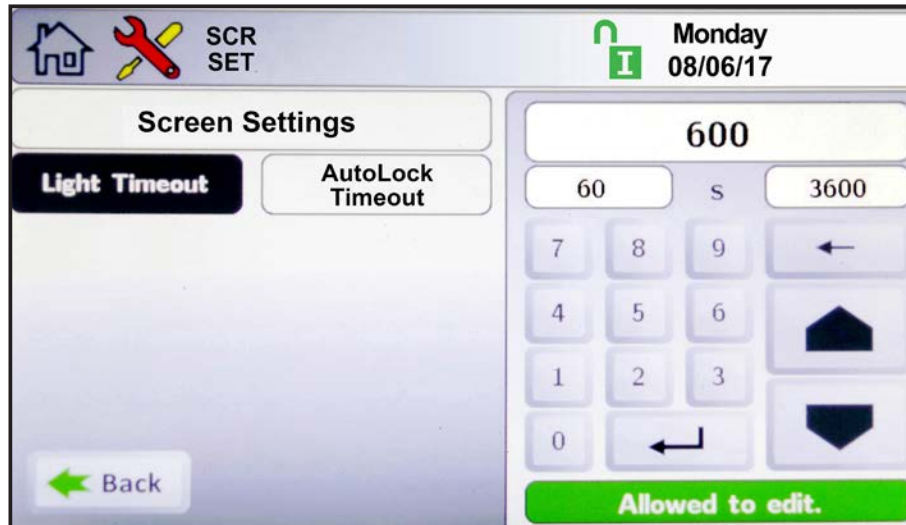 SCR
SET
Monday
08/06/17
I
Screen Settings
Light Timeout
AutoLock
Timeout
Back
600
60 s 3600
7 8 9
4 5 6
1 2 3
0
Allowed to edit.